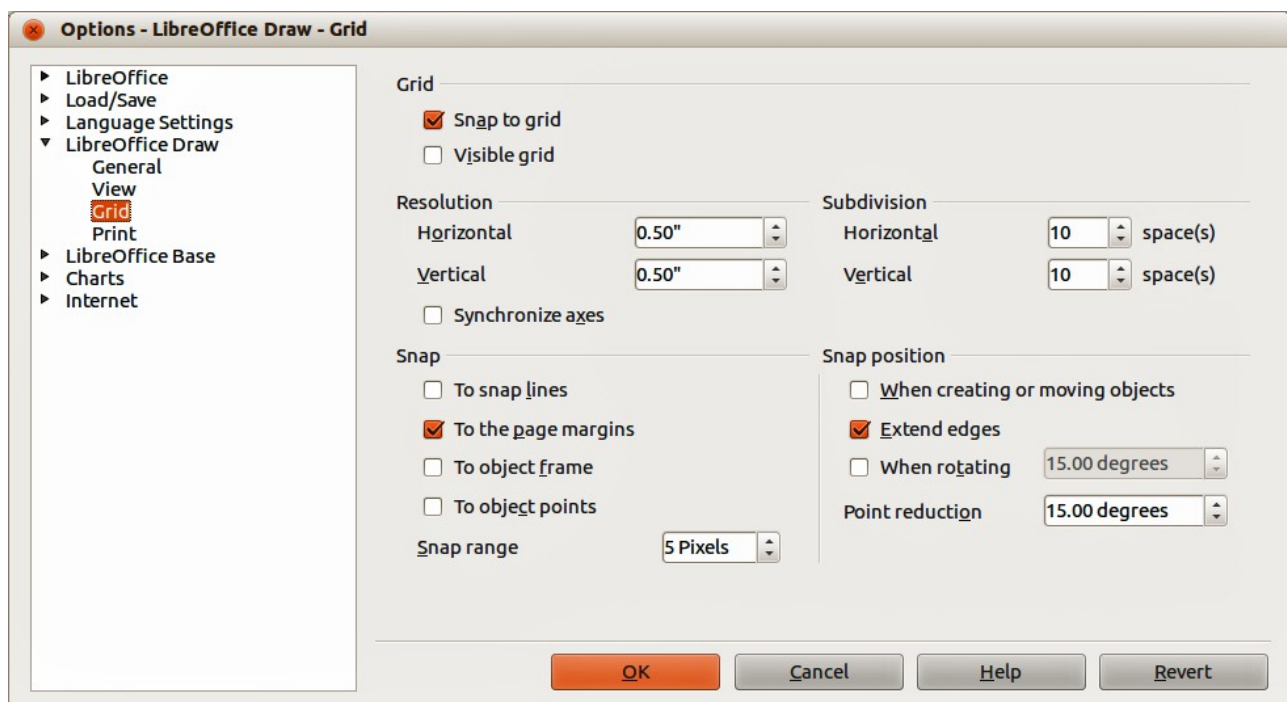 Options - LibreOffice Draw - Grid
LibreOffice
Load/Save
Language Settings
LibreOffice Draw
General
View
Grid
Print
LibreOffice Base
Charts
Internet
Grid
Snap to grid
Visible grid
Resolution
Horizontal 0.50"
Vertical 0.50"
Synchronize axes
Subdivision
Horizontal 10 space(s)
Vertical 10 space(s)
Snap
To snap lines
To the page margins
To object frame
To object points
Snap range 5 Pixels
Snap position
When creating or moving objects
Extend edges
When rotating 15.00 degrees
Point reduction 15.00 degrees
OK Cancel Help Revert